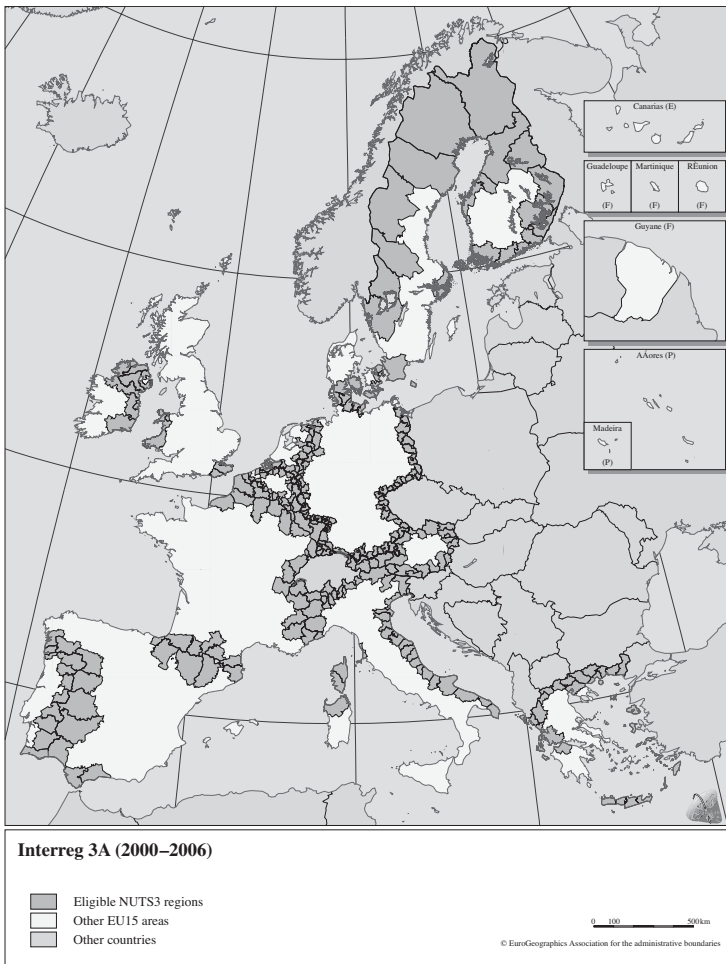 Canarias (E)
Guadeloupe
Martinique
RÉunion
(F)
(F)
(F)
Guyane (F)
AÁores (P)
Madeira
(P)
Interreg 3A (2000–2006)
Eligible NUTS3 regions
Other EU15 areas
Other countries
0 100 500km
© EuroGeographics Association for the administrative boundaries